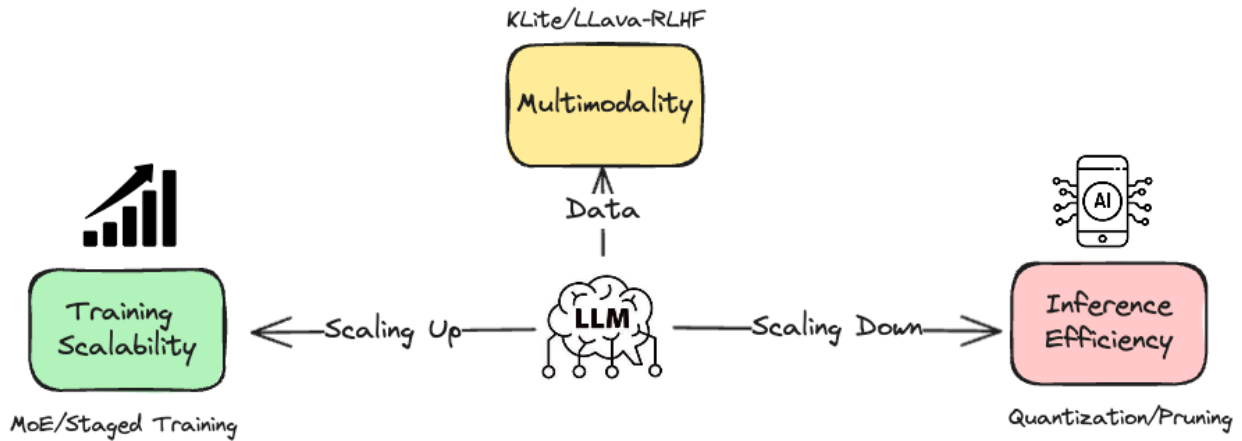 KLite/LLava-RLHF
Multimodality
Data
AI
Training
Scalability
Scaling Up
LLM
Scaling Down
Inference
Efficiency
MoE/Staged Training
Quantization/Pruning